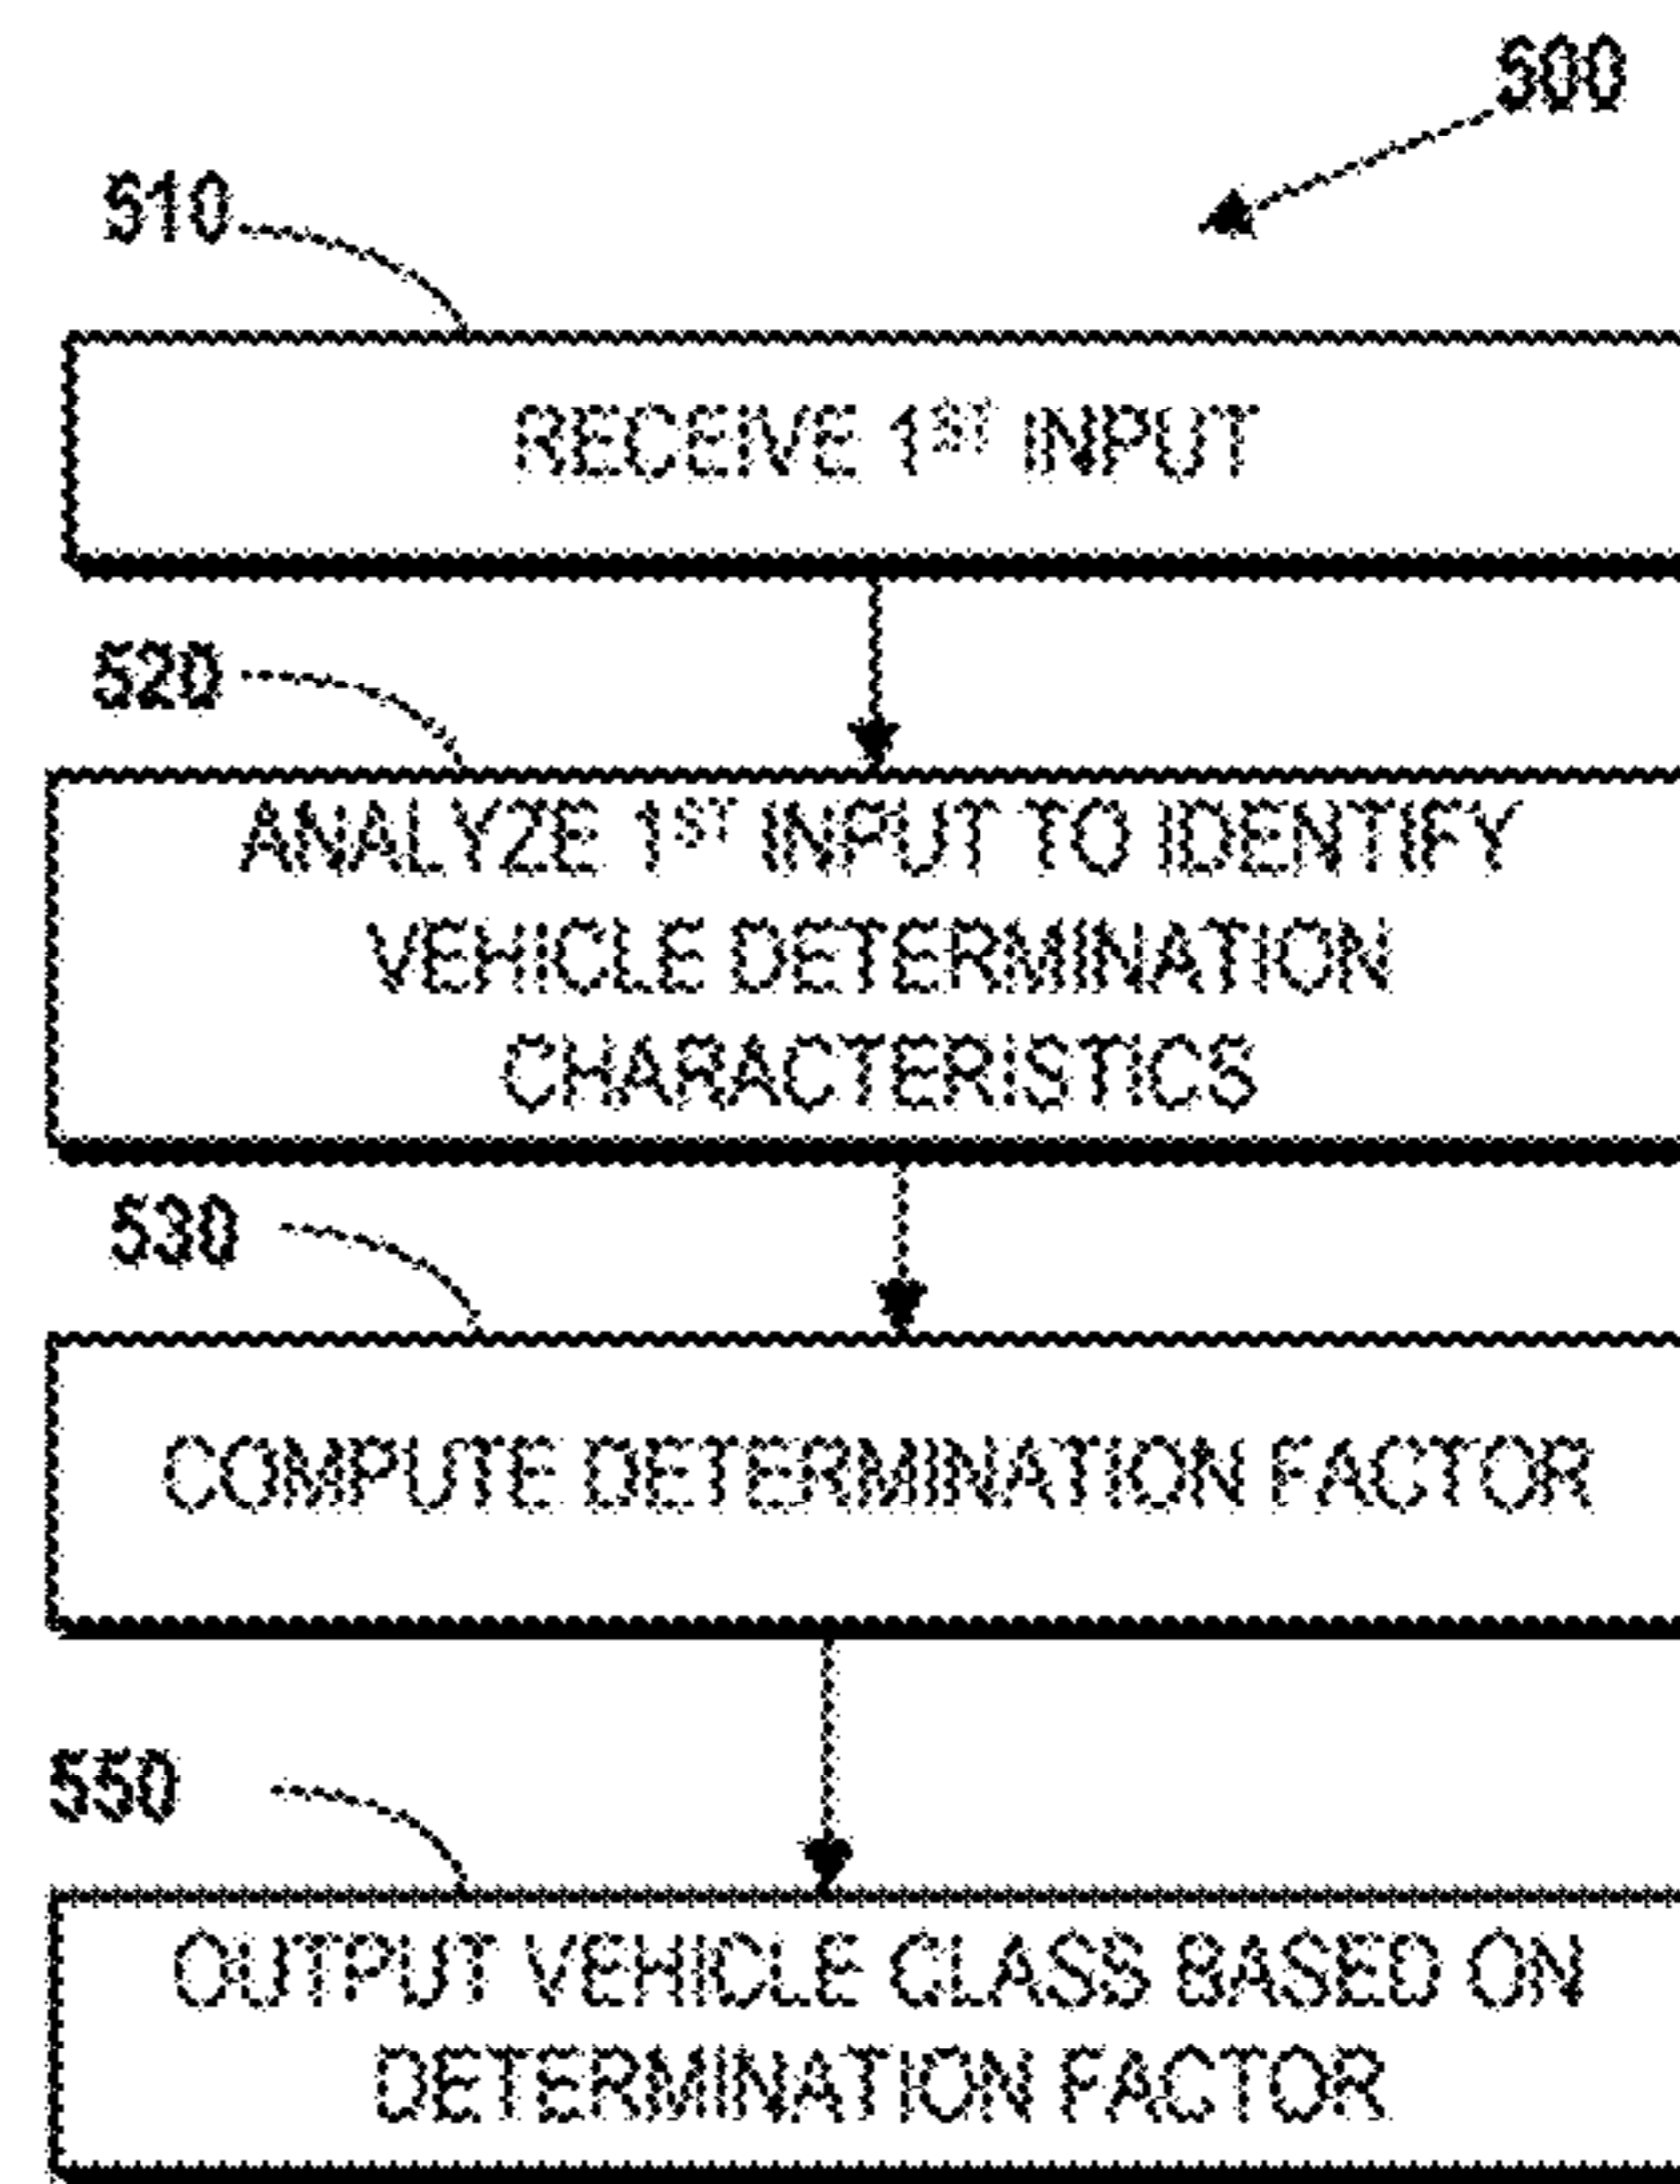 500
510
RECEIVE 1ST INPUT
520
ANALYZE 1ST INPUT TO IDENTIFY
VEHICLE DETERMINATION
CHARACTERISTICS
530
COMPUTE DETERMINATION FACTOR
550
OUTPUT VEHICLE CLASS BASED ON
DETERMINATION FACTOR